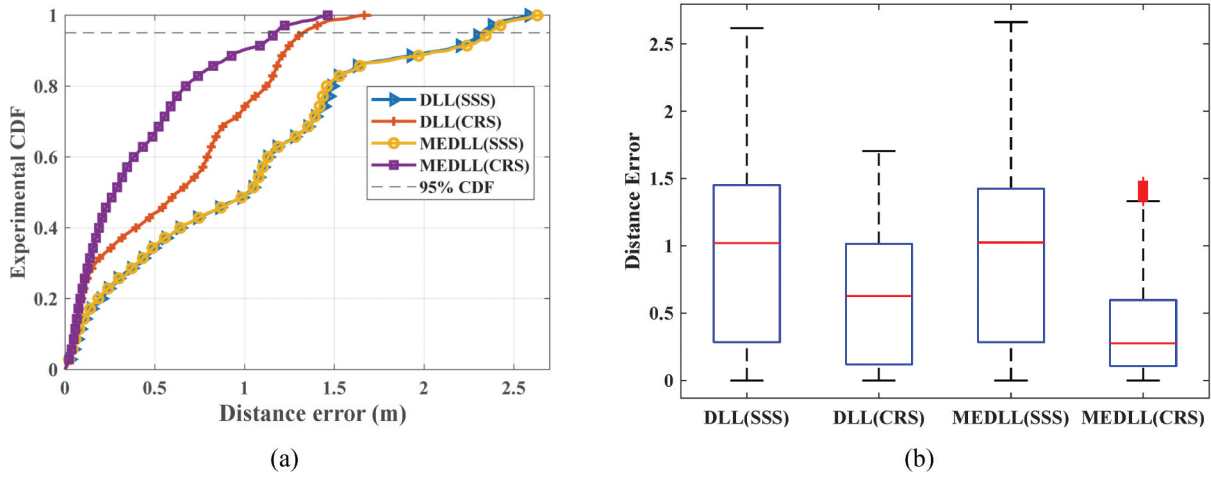 1
0.8
0.6
0.4
0.2
0
Experimental CDF
0 0.5 1 1.5 2 2.5
Distance error (m)
DLL(SSS)
DLL(CRS)
MEDLL(SSS)
MEDLL(CRS)
95% CDF
(a)
2.5
2
1.5
1
0.5
0
Distance Error
DLL(SSS) DLL(CRS) MEDLL(SSS) MEDLL(CRS)
(b)